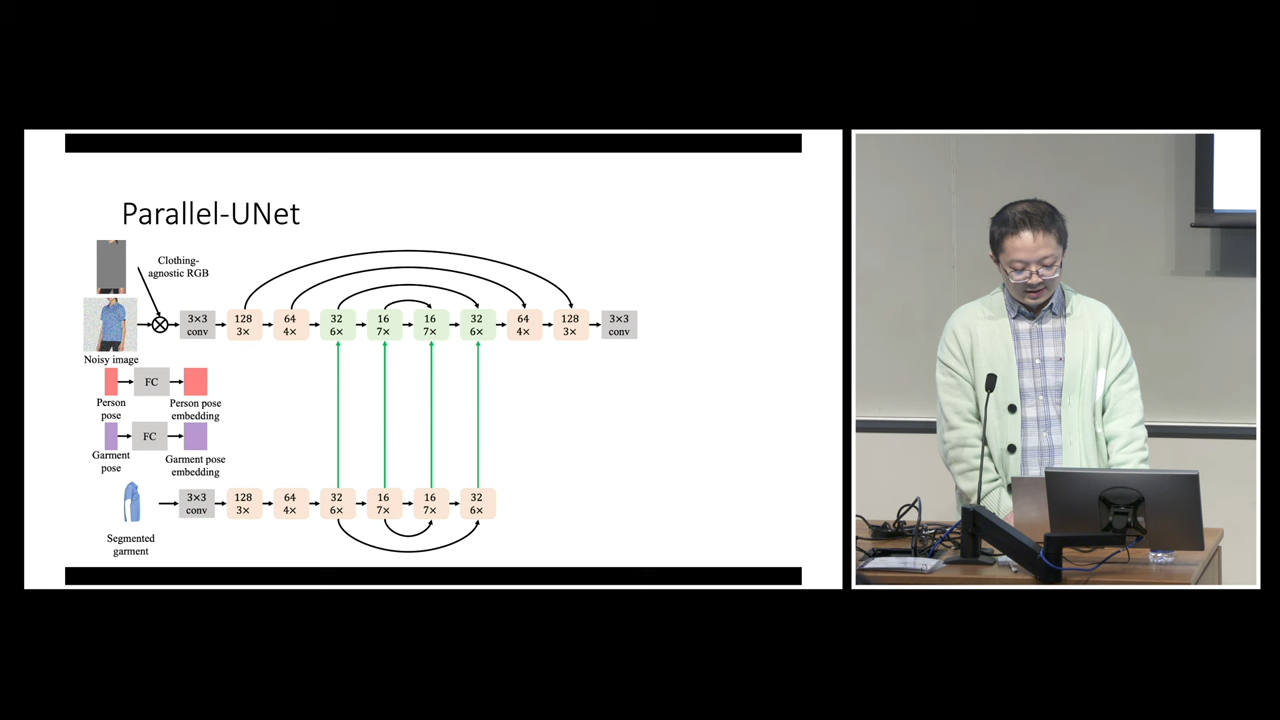 Parallel-UNet
Clothing-
agnostic RGB
Noisy image
3×3
conv
128
3×
64
4×
32
6×
16
7×
16
7×
32
6×
64
4×
128
3×
3×3
conv
Person
pose
FC
Person pose
embedding
Garment
pose
FC
Garment pose
embedding
Segmented
garment
3×3
conv
128
3×
64
4×
32
6×
16
7×
16
7×
32
6×